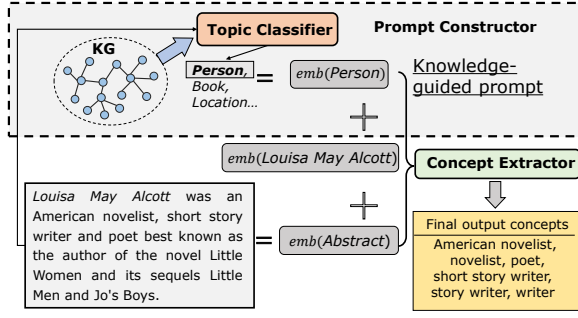 KG
Topic Classifier
Prompt Constructor
Person,
Book,
Location...
= emb(Person)
Knowledge-
guided prompt
+
emb(Louisa May Alcott)
+
Louisa May Alcott was an
American novelist, short story
writer and poet best known as
the author of the novel Little
Women and its sequels Little
Men and Jo's Boys.
= emb(Abstract)
Concept Extractor
Final output concepts
American novelist,
novelist, poet,
short story writer,
story writer, writer